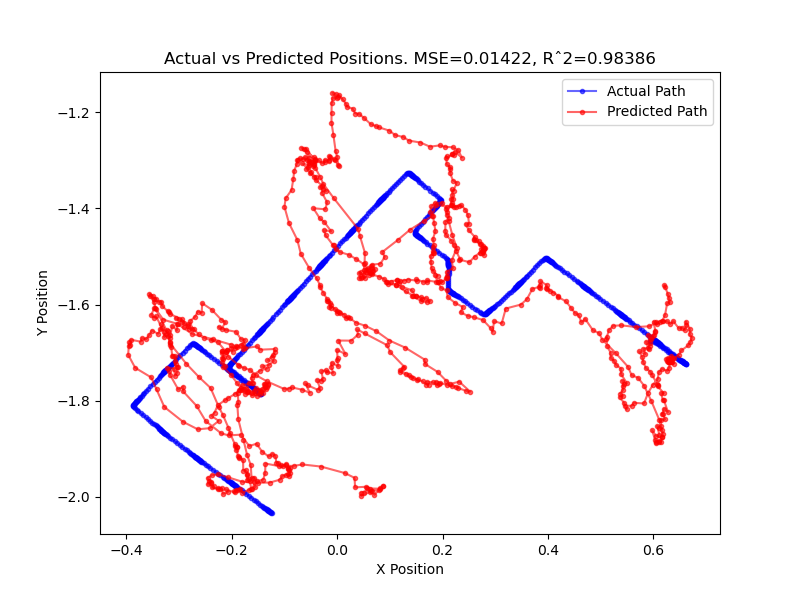 Actual vs Predicted Positions. MSE=0.01422, Rˆ2=0.98386
Actual Path
Predicted Path
−1.2
−1.4
−1.6
−1.8
−2.0
Y Position
−0.4
−0.2
0.0
0.2
0.4
0.6
X Position